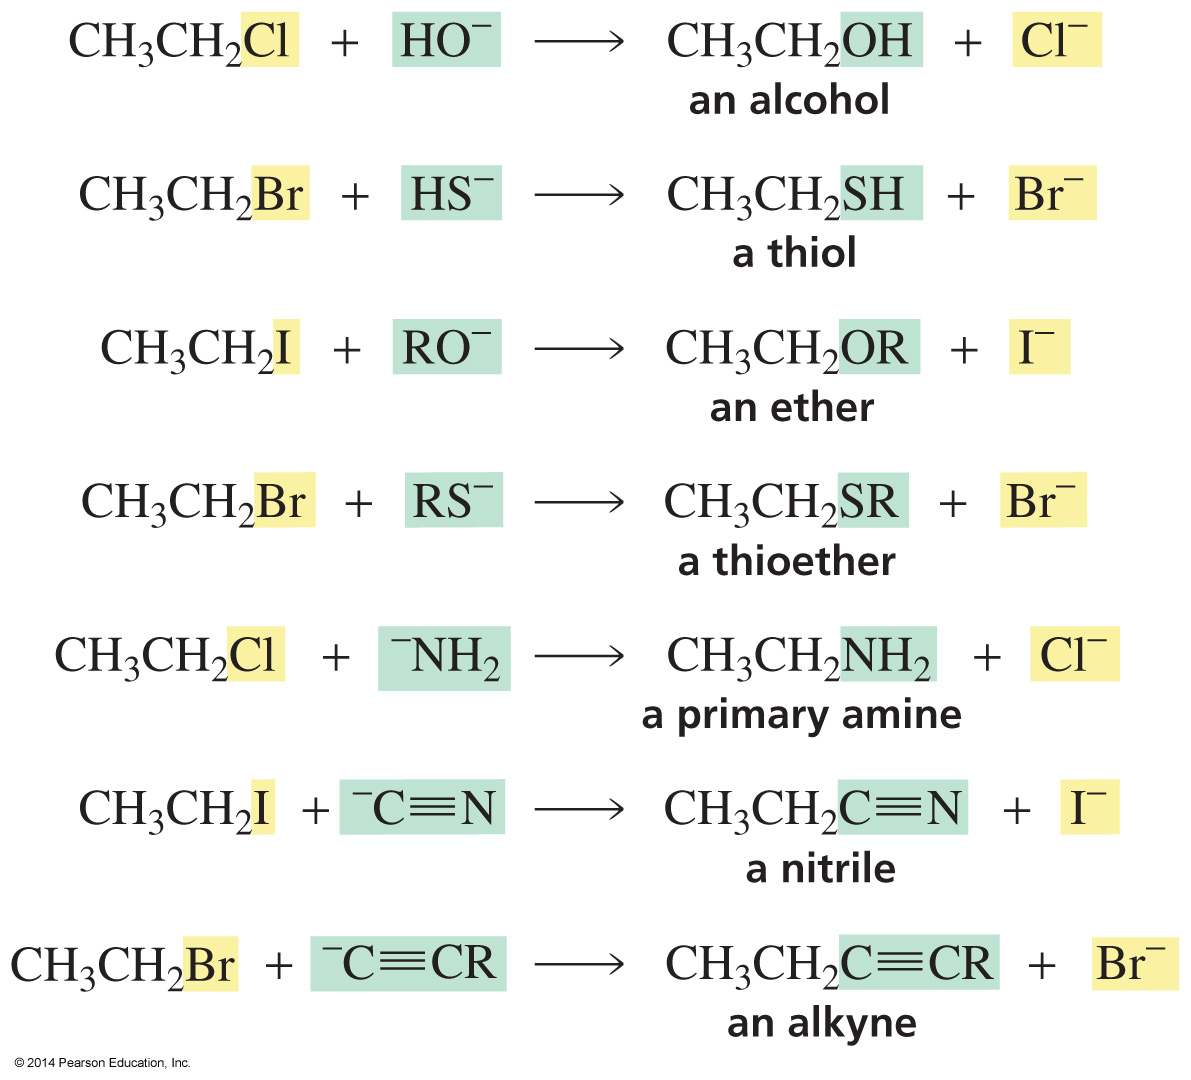 CH₃CH₂Cl + HO⁻ ⟶ CH₃CH₂OH + Cl⁻
an alcohol
CH₃CH₂Br + HS⁻ ⟶ CH₃CH₂SH + Br⁻
a thiol
CH₃CH₂I + RO⁻ ⟶ CH₃CH₂OR + I⁻
an ether
CH₃CH₂Br + RS⁻ ⟶ CH₃CH₂SR + Br⁻
a thioether
CH₃CH₂Cl + ⁻NH₂ ⟶ CH₃CH₂NH₂ + Cl⁻
a primary amine
CH₃CH₂I + ⁻C≡N ⟶ CH₃CH₂C≡N + I⁻
a nitrile
CH₃CH₂Br + ⁻C≡CR ⟶ CH₃CH₂C≡CR + Br⁻
an alkyne
© 2014 Pearson Education, Inc.